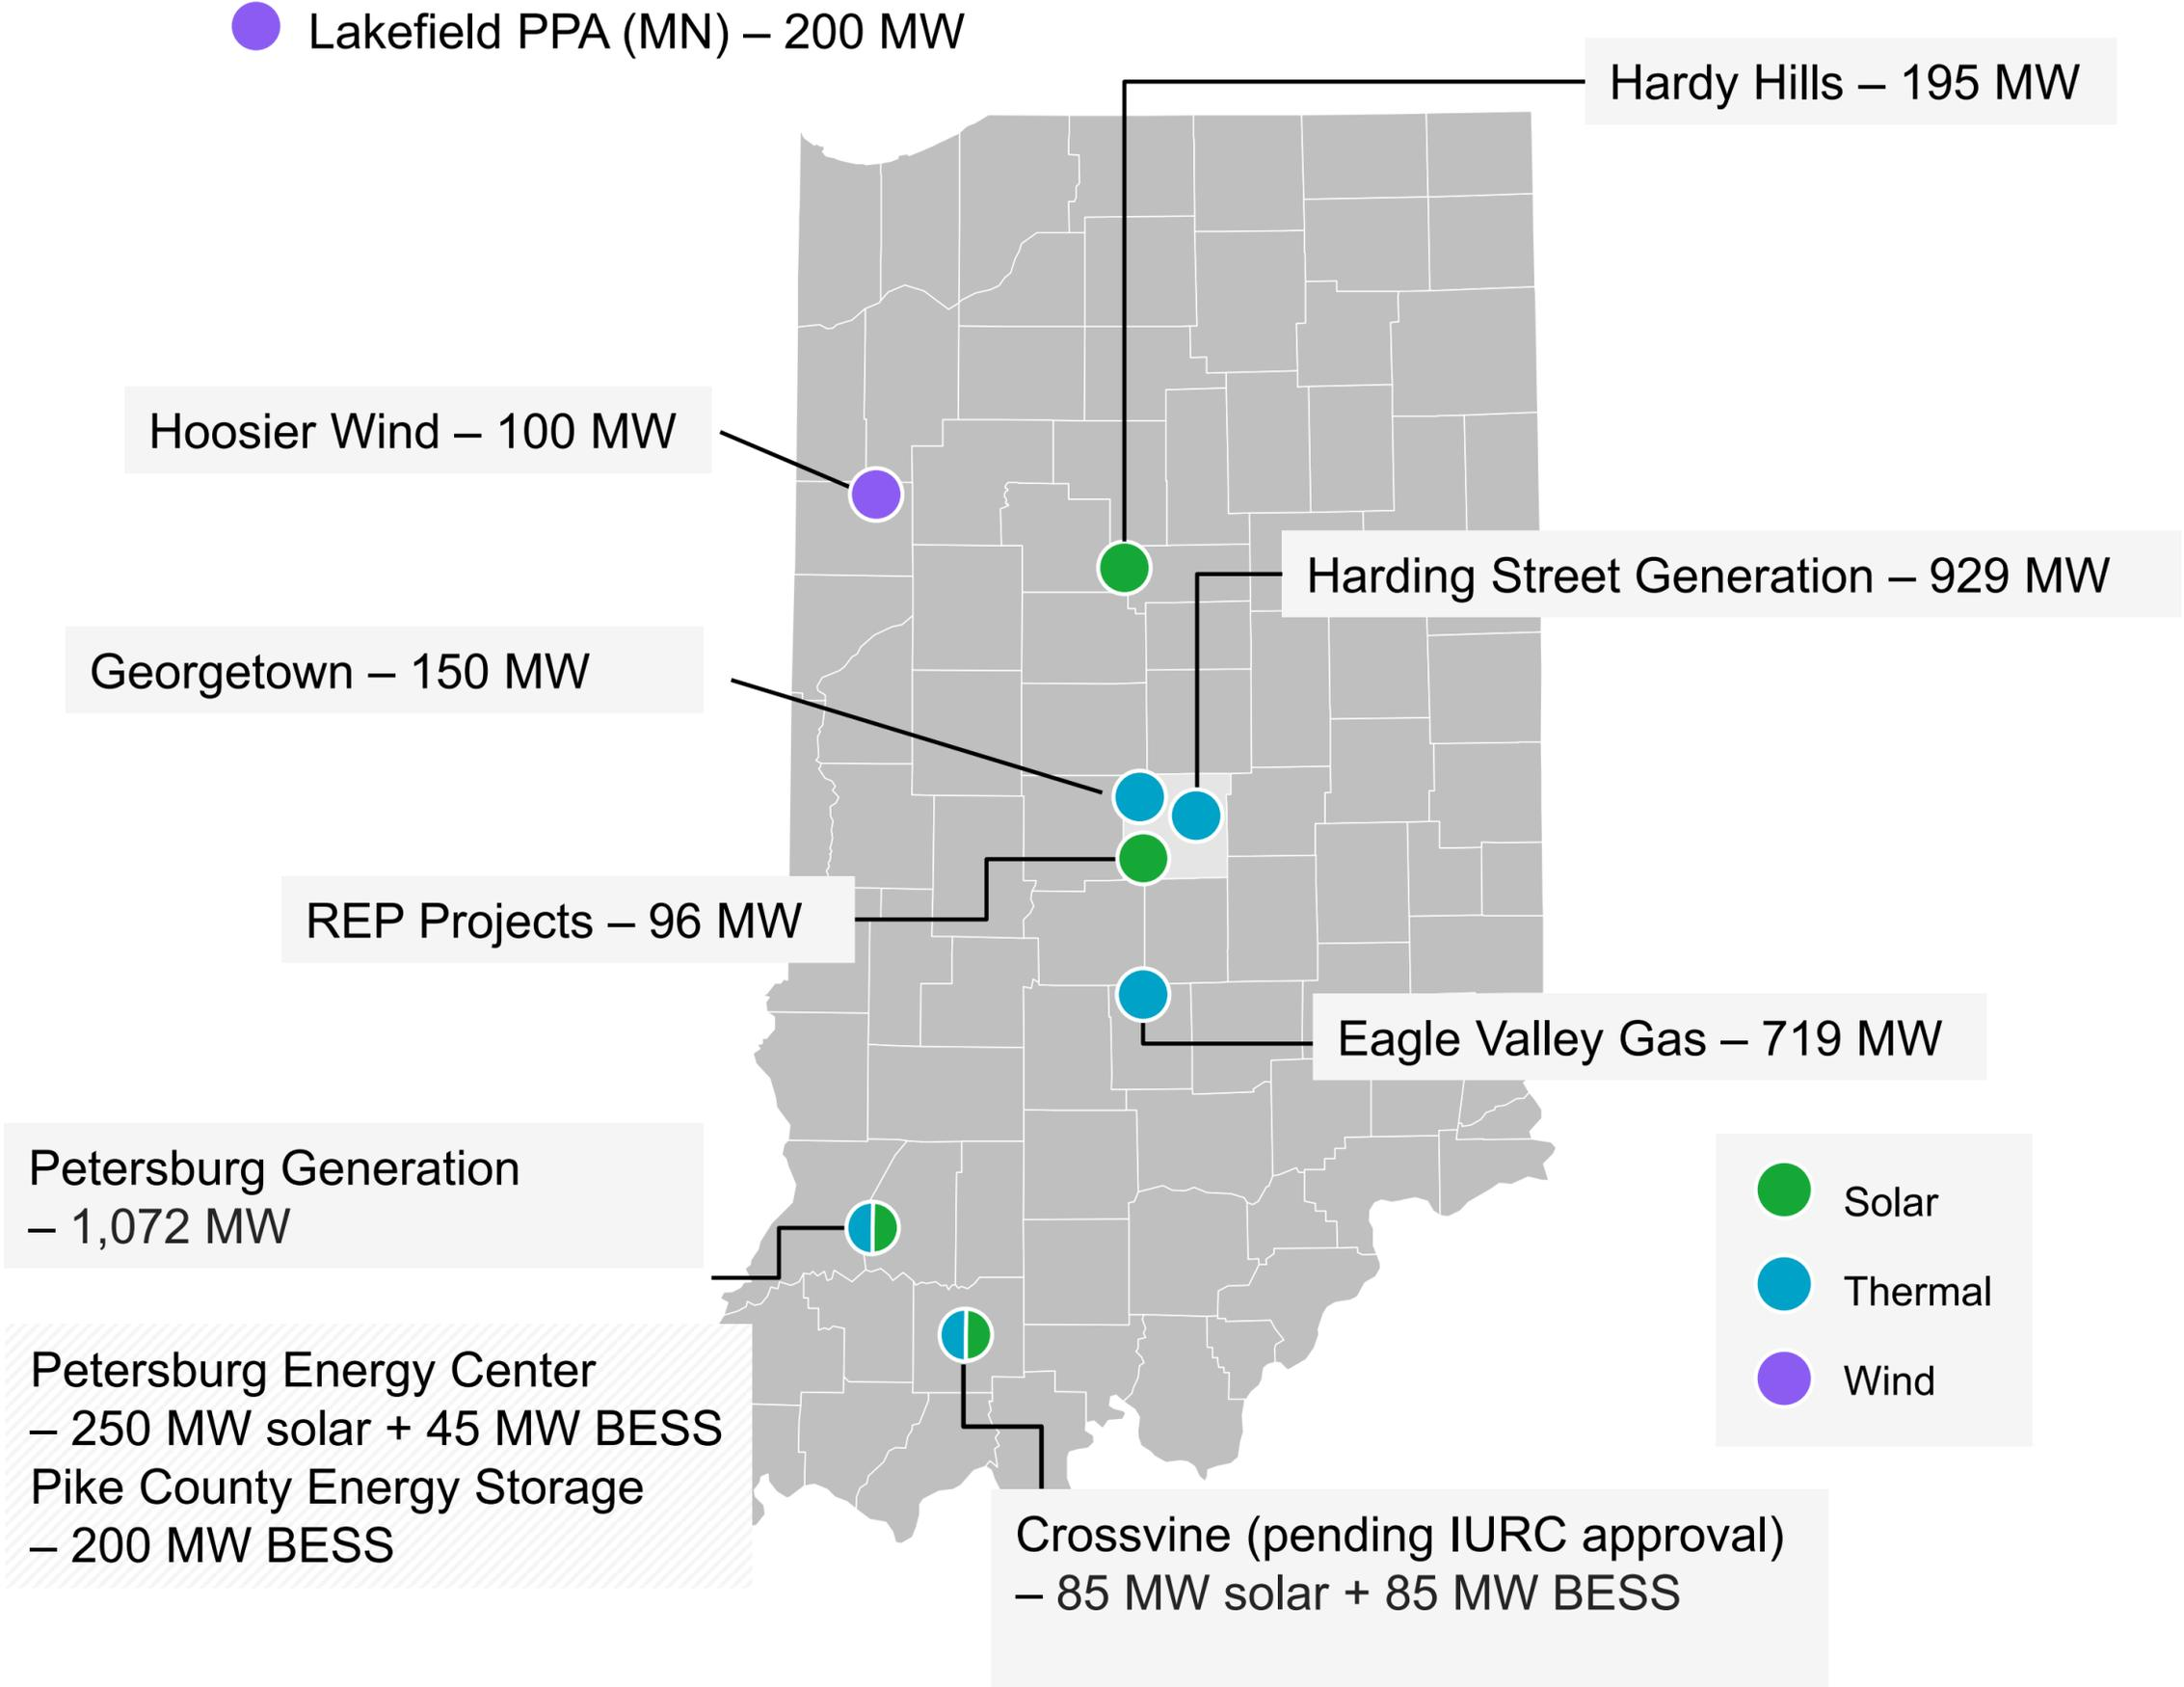 Lakefield PPA (MN) – 200 MW
Hardy Hills – 195 MW
Hoosier Wind – 100 MW
Harding Street Generation – 929 MW
Georgetown – 150 MW
REP Projects – 96 MW
Eagle Valley Gas – 719 MW
Petersburg Generation
– 1,072 MW
Petersburg Energy Center
– 250 MW solar + 45 MW BESS
Pike County Energy Storage
– 200 MW BESS
Crossvine (pending IURC approval)
– 85 MW solar + 85 MW BESS
Solar
Thermal
Wind